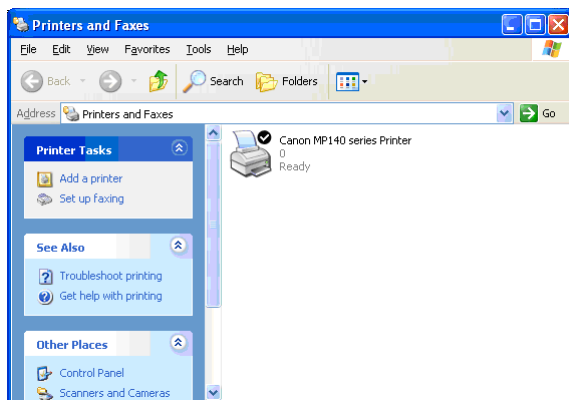 Printers and Faxes
File Edit View Favorites Tools Help
Back Search Folders
Address Printers and Faxes Go
Printer Tasks
Add a printer
Set up faxing
See Also
Troubleshoot printing
Get help with printing
Other Places
Control Panel
Scanners and Cameras
Canon MP140 series Printer
0
Ready